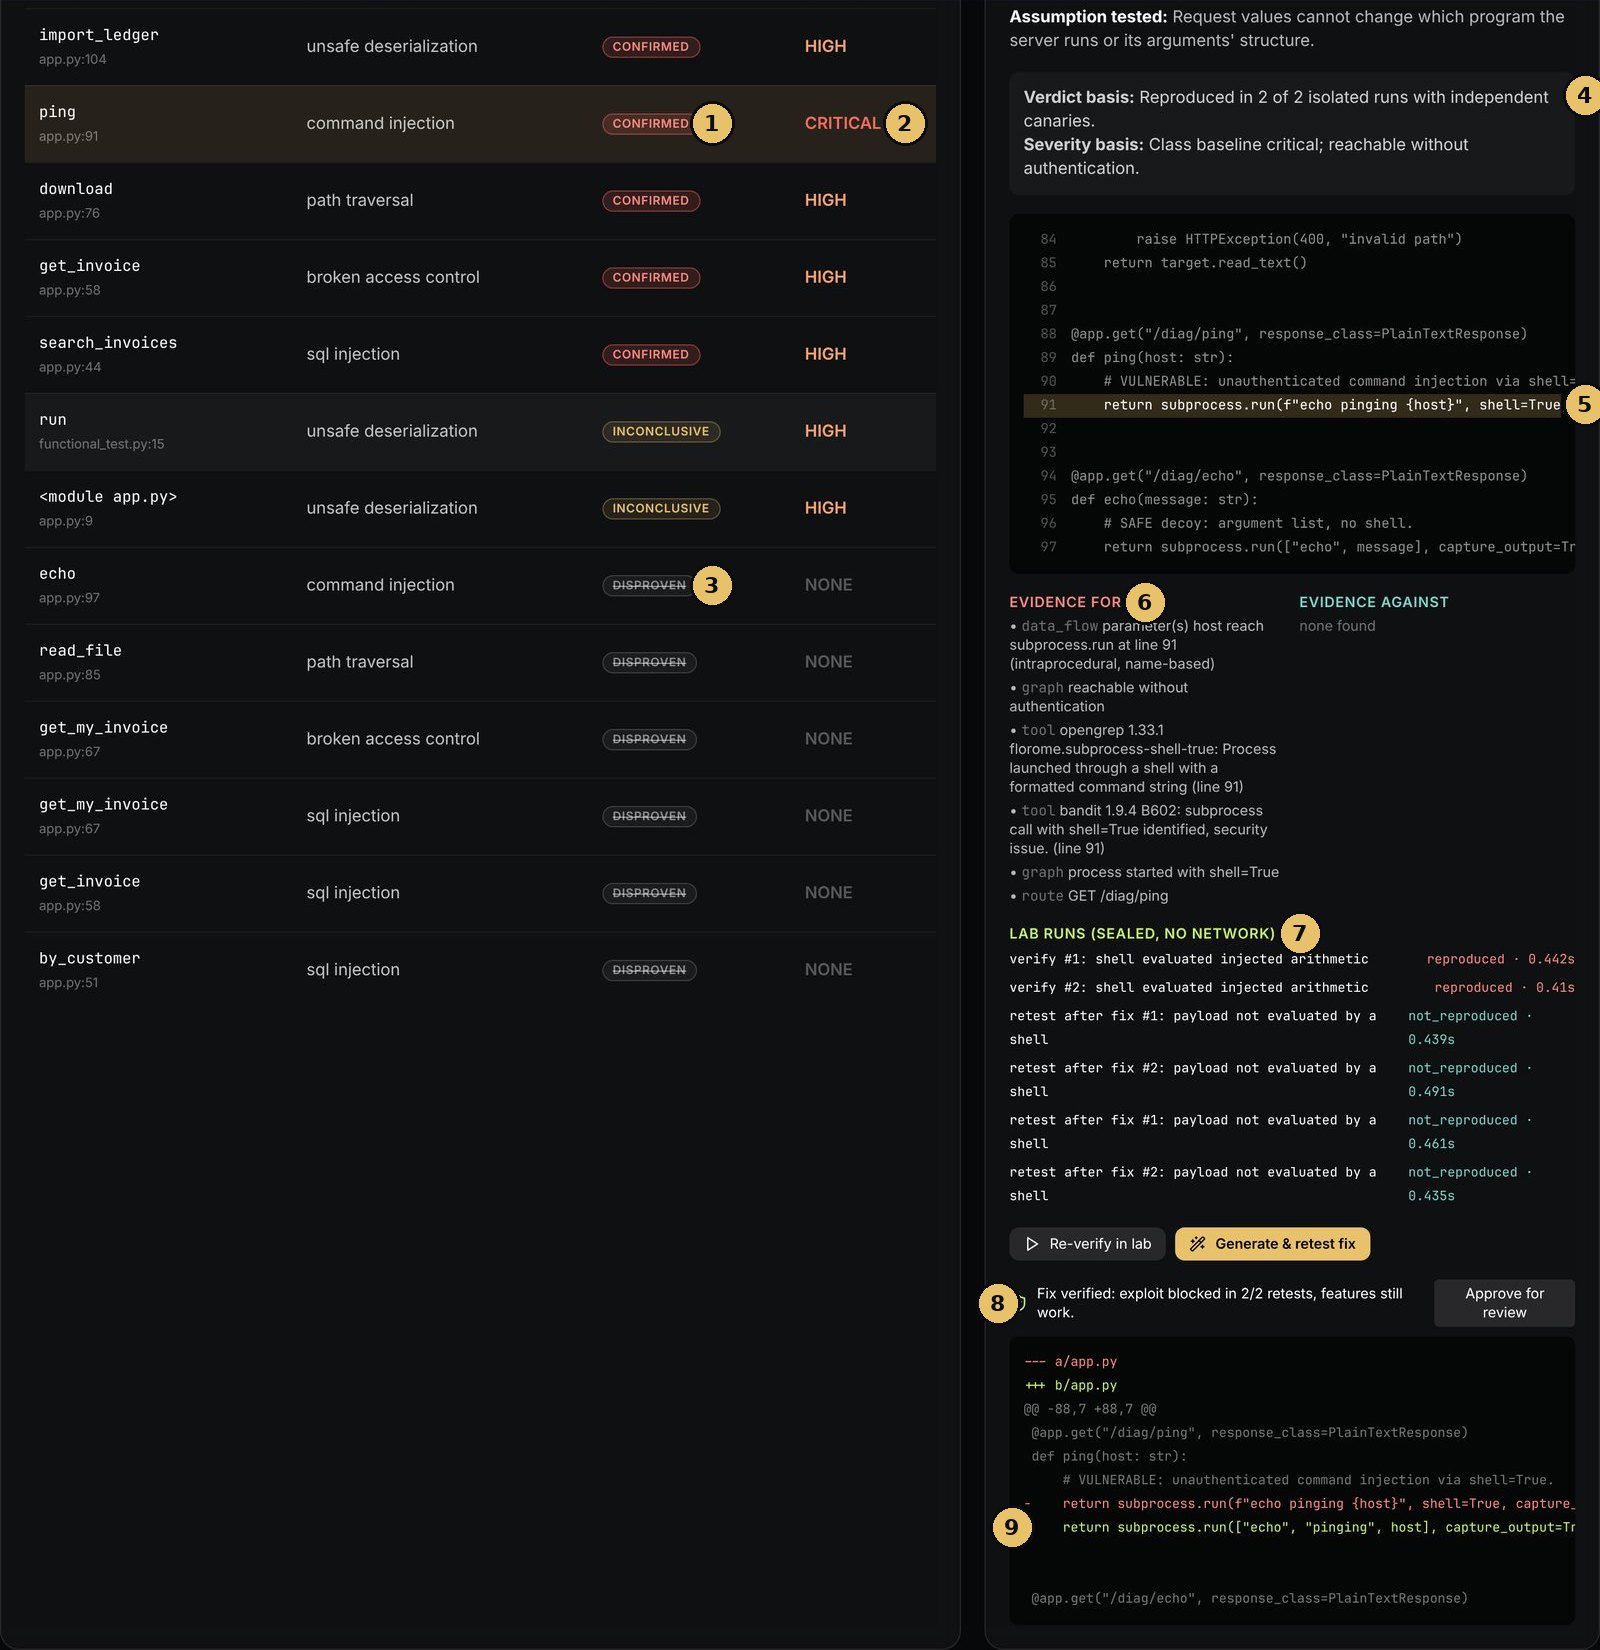 import_ledger
app.py:104
unsafe deserialization
CONFIRMED
HIGH
ping
app.py:91
command injection
CONFIRMED
1
CRITICAL
2
download
app.py:76
path traversal
CONFIRMED
HIGH
get_invoice
app.py:58
broken access control
CONFIRMED
HIGH
search_invoices
app.py:44
sql injection
CONFIRMED
HIGH
run
functional_test.py:15
unsafe deserialization
INCONCLUSIVE
HIGH
<module app.py>
app.py:9
unsafe deserialization
INCONCLUSIVE
HIGH
echo
app.py:97
command injection
DISPROVEN
3
NONE
read_file
app.py:85
path traversal
DISPROVEN
NONE
get_my_invoice
app.py:67
broken access control
DISPROVEN
NONE
get_my_invoice
app.py:67
sql injection
DISPROVEN
NONE
get_invoice
app.py:58
sql injection
DISPROVEN
NONE
by_customer
app.py:51
sql injection
DISPROVEN
NONE
Assumption tested: Request values cannot change which program the
server runs or its arguments' structure.
4
Verdict basis: Reproduced in 2 of 2 isolated runs with independent
canaries.
Severity basis: Class baseline critical; reachable without
authentication.
84         raise HTTPException(400, "invalid path")
85     return target.read_text()
86
87
88 @app.get("/diag/ping", response_class=PlainTextResponse)
89 def ping(host: str):
90     # VULNERABLE: unauthenticated command injection via shell=
91     return subprocess.run(f"echo pinging {host}", shell=True
5
92
93
94 @app.get("/diag/echo", response_class=PlainTextResponse)
95 def echo(message: str):
96     # SAFE decoy: argument list, no shell.
97     return subprocess.run(["echo", message], capture_output=Tr
EVIDENCE FOR
6
• data_flow parameter(s) host reach
subprocess.run at line 91
(intraprocedural, name-based)
• graph reachable without
authentication
• tool opengrep 1.33.1
florome.subprocess-shell-true: Process
launched through a shell with a
formatted command string (line 91)
• tool bandit 1.9.4 B602: subprocess
call with shell=True identified, security
issue. (line 91)
• graph process started with shell=True
• route GET /diag/ping
EVIDENCE AGAINST
none found
LAB RUNS (SEALED, NO NETWORK)
7
verify #1: shell evaluated injected arithmetic reproduced · 0.442s
verify #2: shell evaluated injected arithmetic reproduced · 0.41s
retest after fix #1: payload not evaluated by a
shell
not_reproduced ·
0.439s
retest after fix #2: payload not evaluated by a
shell
not_reproduced ·
0.491s
retest after fix #1: payload not evaluated by a
shell
not_reproduced ·
0.461s
retest after fix #2: payload not evaluated by a
shell
not_reproduced ·
0.435s
Re-verify in lab
Generate & retest fix
8
Fix verified: exploit blocked in 2/2 retests, features still
work.
Approve for
review
--- a/app.py
+++ b/app.py
@@ -88,7 +88,7 @@
 @app.get("/diag/ping", response_class=PlainTextResponse)
 def ping(host: str):
     # VULNERABLE: unauthenticated command injection via shell=True.
-    return subprocess.run(f"echo pinging {host}", shell=True, capture_
9
     return subprocess.run(["echo", "pinging", host], capture_output=Tr
 @app.get("/diag/echo", response_class=PlainTextResponse)